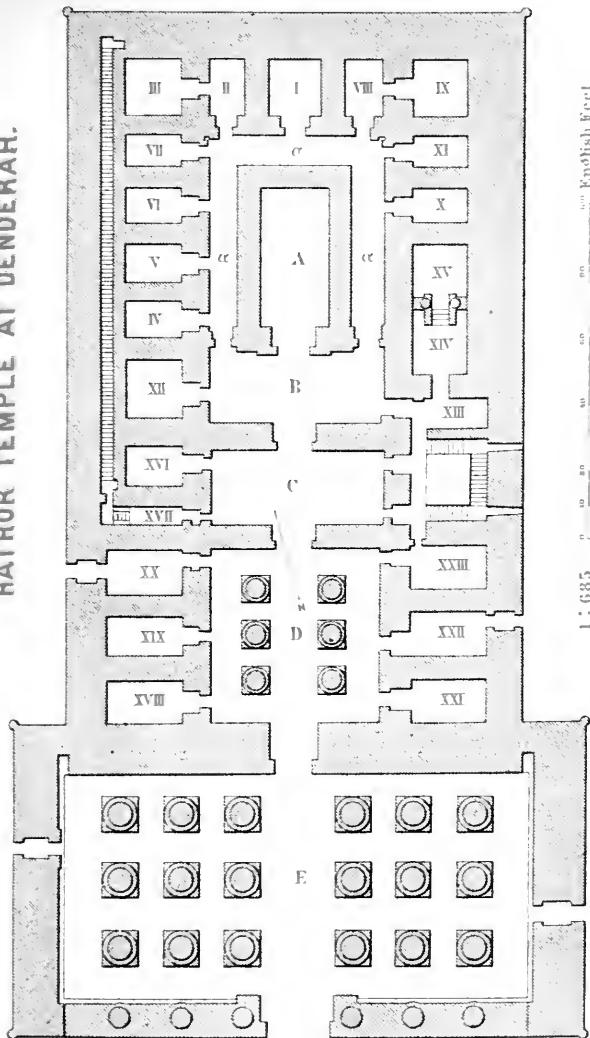 HATHOR TEMPLE AT DENDERAH.
III II I VIII IX
VII α XI
VI X
α A α
V XV
IV XIV
XII B XIII
XVI C
XVII
XX XXIII
XIX D XXII
XVIII XXI
E
1:685
English Feet